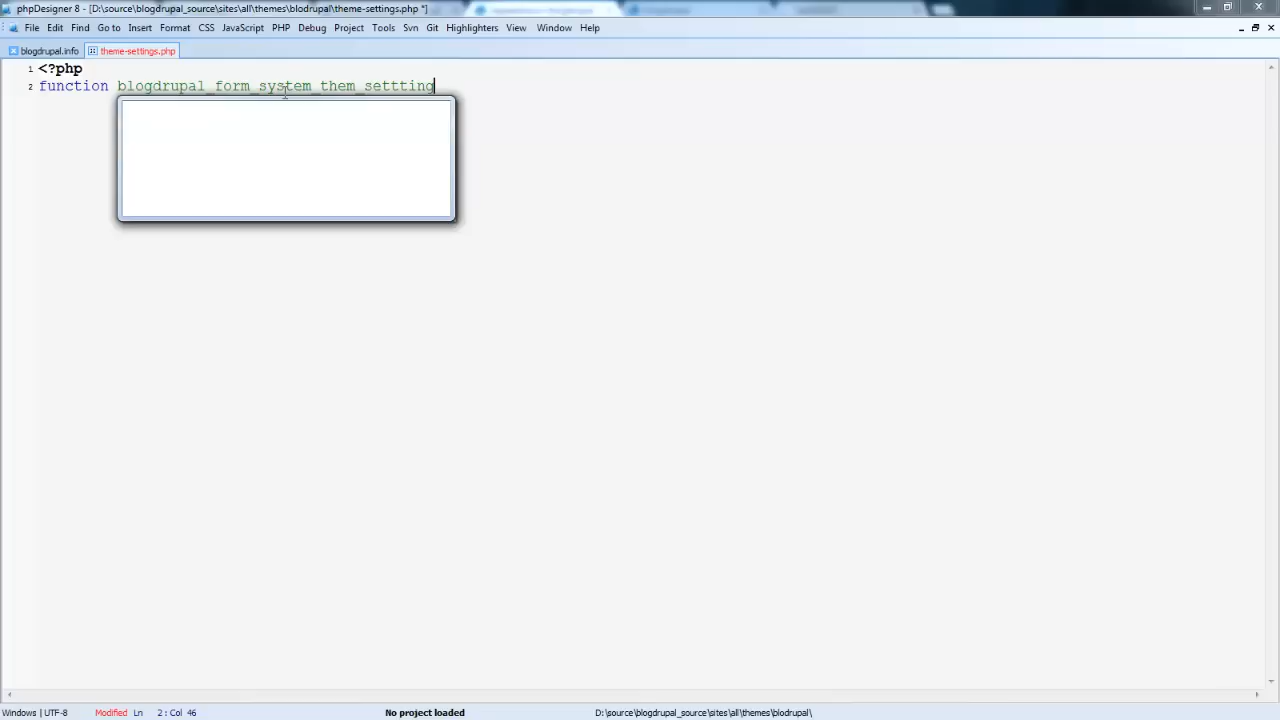 phpDesigner 8 - [D:\source\blogdrupal_source\sites\all\themes\blodrupal\theme-settings.php *]
File Edit Find Go to Insert Format CSS JavaScript PHP Debug Project Tools Svn Git Highlighters View Window Help
blogdrupal.info theme-settings.php
1 <?php
2 function blogdrupal_form_system_them_settting
Windows | UTF-8 Modified Ln 2 : Col 46 No project loaded D:\source\blogdrupal_source\sites\all\themes\blodrupal\